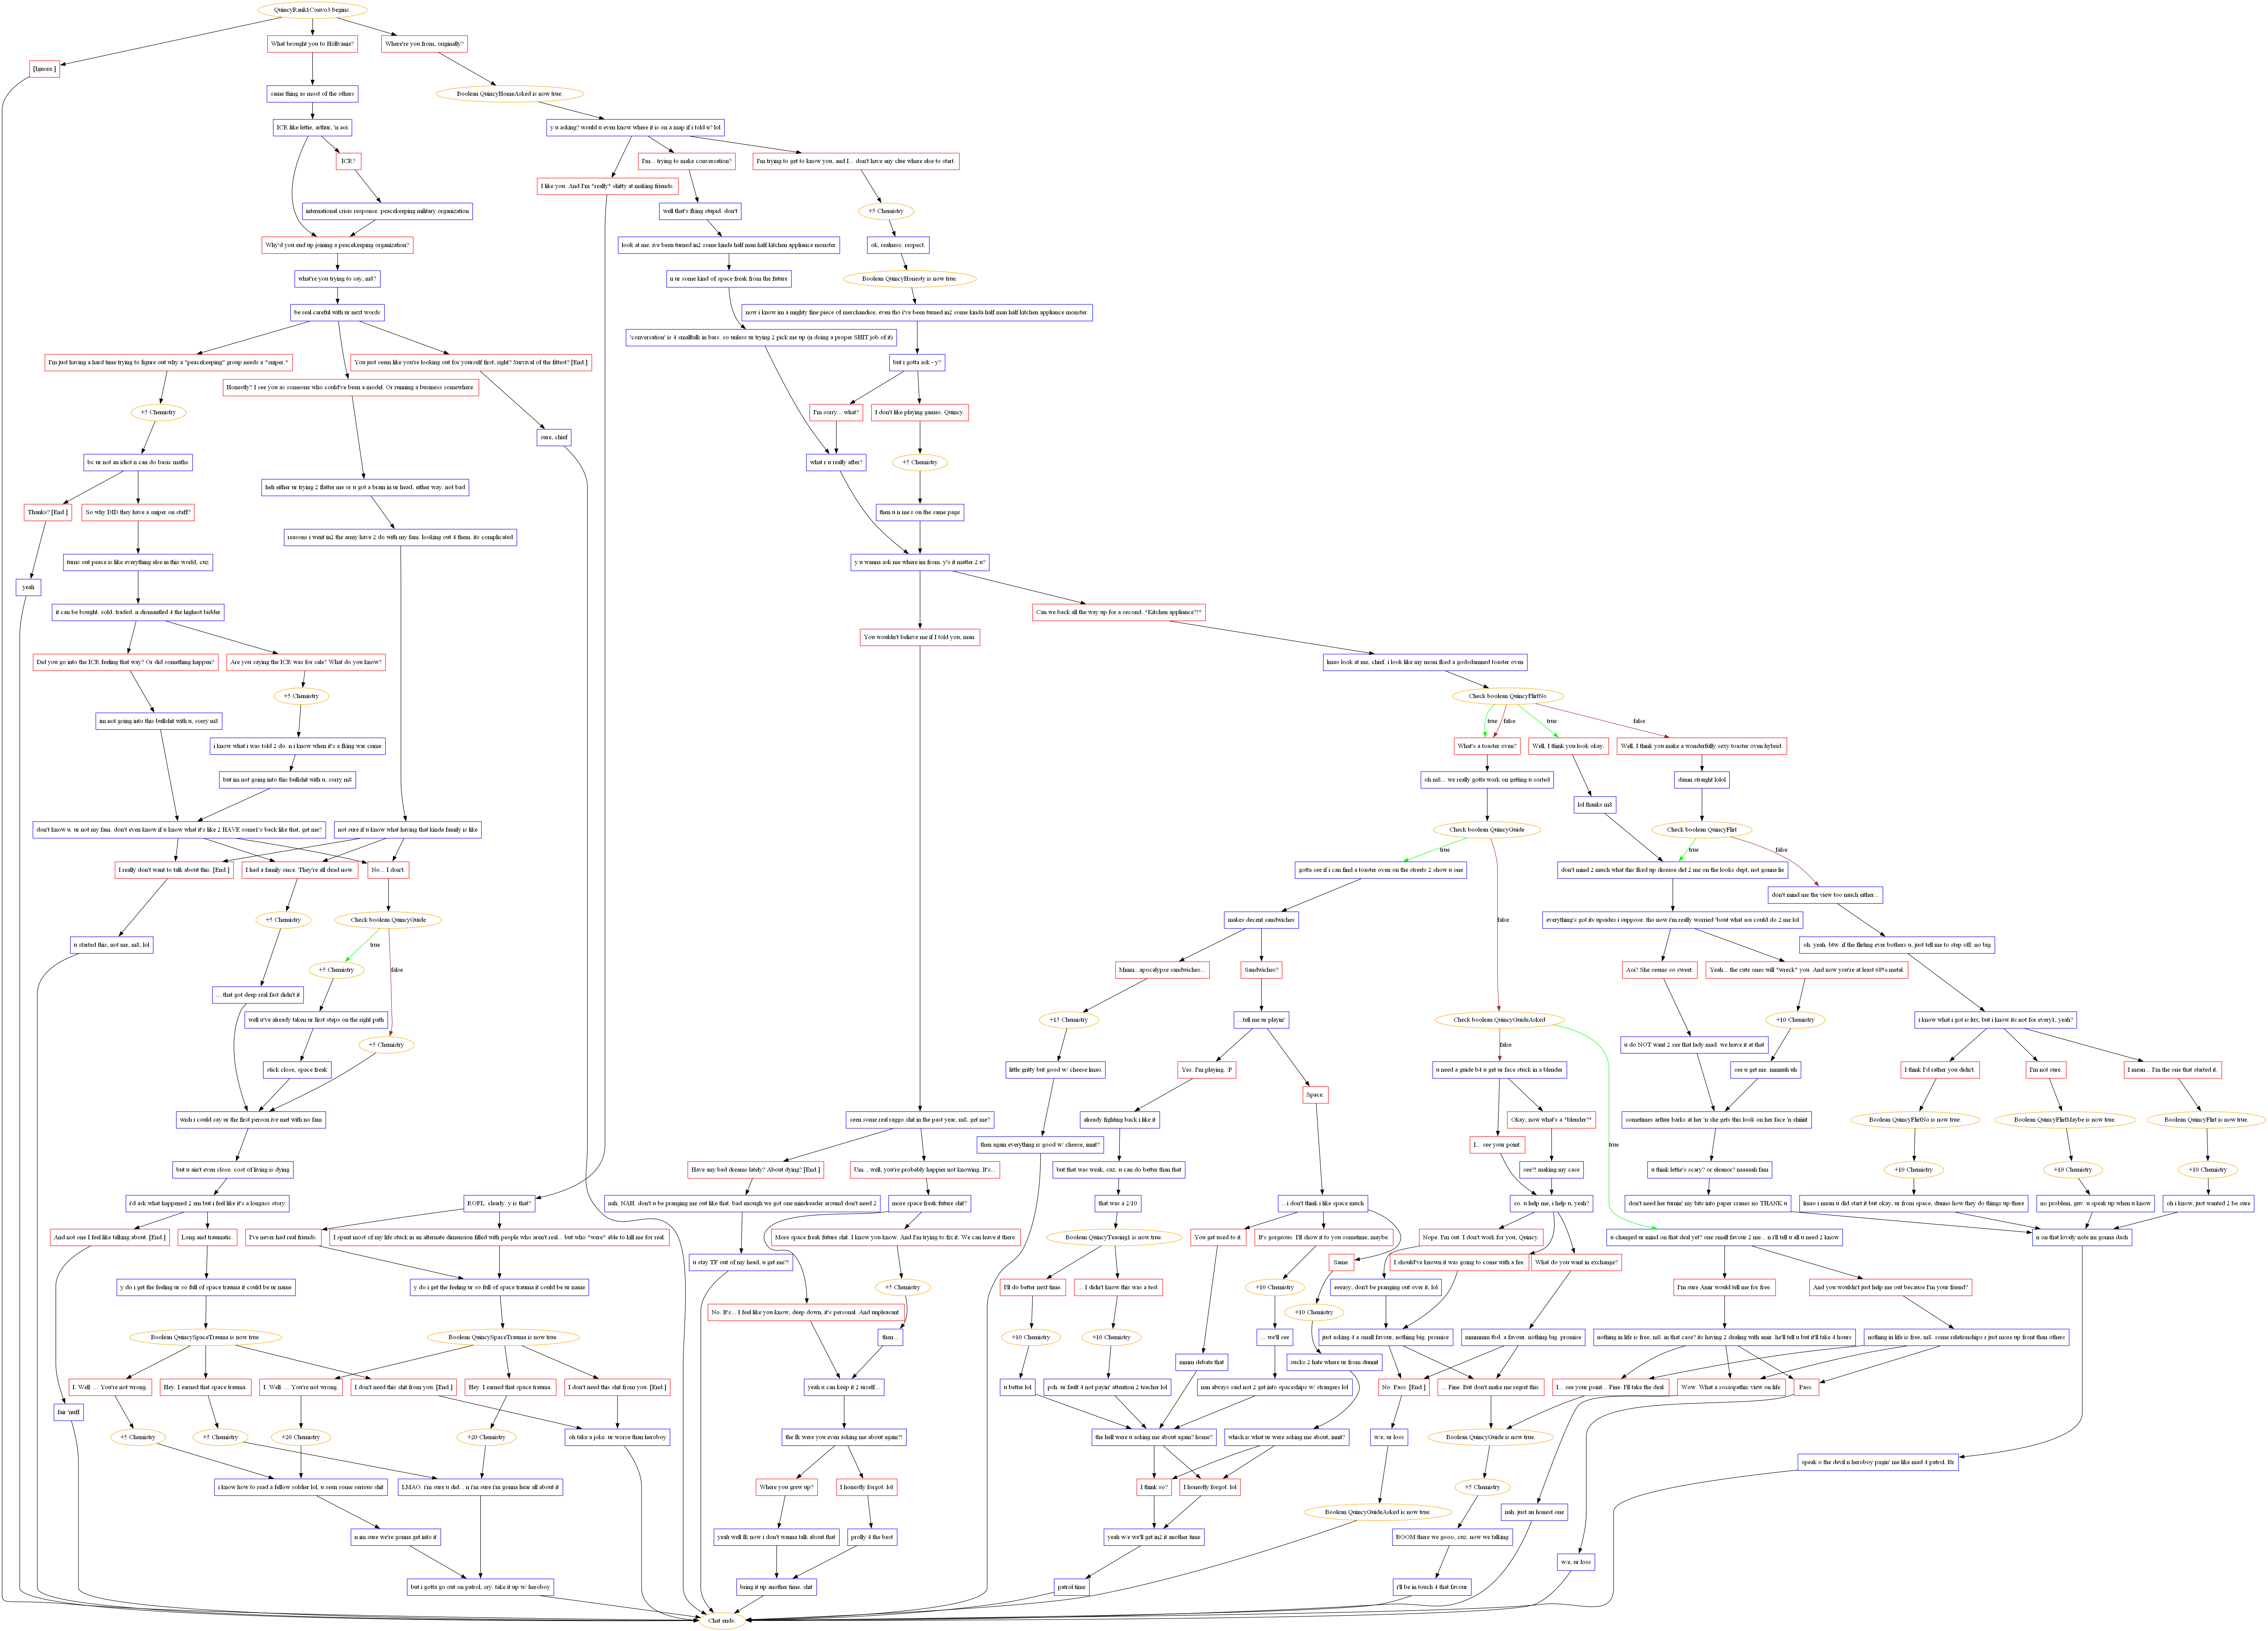 QuincyRank1Convo3 begins.
What brought you to Höllvania?
Where're you from, originally?
[Ignore.]
same thing as most of the others
Boolean QuincyHomeAsked is now true.
ICR like lettie, arthur, 'n aoi
y u asking? would u even know where it is on a map if i told u? lol
ICR?
I'm... trying to make conversation?
I'm trying to get to know you, and I... don't have any clue where else to start.
I like you. And I'm *really* shitty at making friends.
international crisis response. peacekeeping military organization
well that's fking stupid. don't
+5 Chemistry
Why'd you end up joining a peacekeeping organization?
look at me. ive been turned in2 some kinda half man half kitchen appliance monster
ok, realness. respect.
what're you trying to say, m8?
n ur some kind of space freak from the future
Boolean QuincyHonesty is now true.
be real careful with ur next words
now i know im a mighty fine piece of merchandise, even tho i've been turned in2 some kinda half man half kitchen appliance monster.
'conversation' is 4 smalltalk in bars. so unless ur trying 2 pick me up (n doing a proper SHIT job of it)
I'm just having a hard time trying to figure out why a "peacekeeping" group needs a *sniper.*
You just seem like you're looking out for yourself first, right? Survival of the fittest? [End.]
but i gotta ask - y?
Honestly? I see you as someone who could've been a model. Or running a business somewhere.
+5 Chemistry
I'm sorry... what?
I don't like playing games, Quincy.
sure, chief
bc ur not an idiot n can do basic maths
what r u really after?
+5 Chemistry
heh either ur trying 2 flatter me or u got a brain in ur head, either way, not bad
Thanks? [End.]
So why DID they have a sniper on staff?
then u n me r on the same page
reasons i went in2 the army have 2 do with my fam. looking out 4 them. its complicated
turns out peace is like everything else in this world, cuz
y u wanna ask me where im from. y's it matter 2 u?
yeah
it can be bought. sold. traded. n dismantled 4 the highest bidder
Can we back all the way up for a second. *Kitchen appliance?!*
You wouldn't believe me if I told you, man.
Did you go into the ICR feeling that way? Or did something happen?
Are you saying the ICR was for sale? What do you know?
lmao look at me, chief. i look like my mom fked a godsdamned toaster oven
+5 Chemistry
Check boolean QuincyFlirtNo
im not going into this bullshit with u, sorry m8
true
false
true
false
i know what i was told 2 do. n i know when it's a fking war crime
What's a toaster oven?
Well, I think you look okay.
Well, I think you make a wonderfully sexy toaster oven hybrid.
but im not going into this bullshit with u, sorry m8
oh m8... we really gotta work on getting u sorted
damn straight lolol
lol thanks m8
don't know u. ur not my fam. don't even know if u know what it's like 2 HAVE some1's back like that, get me?
not sure if u know what having that kinda family is like
Check boolean QuincyGuide
Check boolean QuincyFlirt
true
true
false
I really don't want to talk about this. [End.]
I had a family once. They're all dead now.
No... I don't.
gotta see if i can find a toaster oven on the streets 2 show u one
don't mind 2 much what this fked up disease did 2 me on the looks dept, not gonna lie
don't mind me the view too much either...
+5 Chemistry
Check boolean QuincyGuide
makes decent sandwiches
false
everything's got its upsides i suppose. tho now i'm really worried 'bout what aoi could do 2 me lol
u started this, not me, m8, lol
true
oh. yeah. btw. if the flirting ever bothers u, just tell me to step off. no big
+5 Chemistry
false
Mmm...apocalypse sandwiches...
Sandwiches?
Aoi? She seems so sweet.
Yeah... the cute ones will *wreck* you. And now you're at least 60% metal.
....that got deep real fast didn't it
well u've already taken ur first steps on the right path
+15 Chemistry
...tell me ur playin'
Check boolean QuincyGuideAsked
+10 Chemistry
i know what i got is lux, but i know its not for every1, yeah?
+5 Chemistry
false
u do NOT want 2 see that lady mad. we leave it at that
stick close, space freak
little gritty but good w/ cheese lmao
Yes. I'm playing. :P
u need a guide b4 u get ur face stuck in a blender
see u get me. mmmuh uh
I think I'd rather you didn't.
I'm not sure.
I mean... I'm the one that started it.
Space.
wish i could say ur the first person ive met with no fam
seen some real raggo shit in the past year, m8, get me?
already fighting back i like it
Okay, now what's a *blender?*
sometimes arthur barks at her 'n she gets this look on her face 'n shiiiiit
Boolean QuincyFlirtNo is now true.
Boolean QuincyFlirtMaybe is now true.
Boolean QuincyFlirt is now true.
then again everything is good w/ cheese, innit?
I... see your point.
true
but u ain't even close. cost of living is dying
Have any bad dreams lately? About dying? [End.]
Um... well, you're probably happier not knowing. It's...
but that was weak, cuz. u can do better than that
see?! making my case
u think lettie's scary? or eleanor? naaaaah fam
+10 Chemistry
+10 Chemistry
+10 Chemistry
i'd ask what happened 2 em but i feel like it's a longass story
ROFL. clearly. y is that?
nah. NAH. don't u be pranging me out like that. bad enough we got one mindreader around don't need 2
more space freak future shit?
that was a 2/10
...i don't think i like space much
so. u help me, i help u, yeah?
don't need her turnin' my bits into paper cranes no THANK u
lmao i mean u did start it but okay, ur from space, dunno how they do things up there
no problem, guv. u speak up when u know
oh i know, just wanted 2 be sure
And not one I feel like talking about. [End.]
Long and traumatic.
I've never had real friends.
I spent most of my life stuck in an alternate dimension filled with people who aren't real... but who *were* able to kill me for real.
More space freak future shit. I know you know. And I'm trying to fix it. We can leave it there.
Boolean QuincyTeasing1 is now true.
You get used to it.
It's gorgeous. I'll show it to you sometime, maybe.
Nope. I'm out. I don't work for you, Quincy.
u changed ur mind on that deal yet? one small favour 2 me... n i'll tell u all u need 2 know
u on that lovely note im gonna dash
u stay TF out of my head, u get me?!
Same.
I should've known it was going to come with a fee.
What do you want in exchange?
y do i get the feeling ur so full of space trauma it could be ur name
y do i get the feeling ur so full of space trauma it could be ur name
+5 Chemistry
I'll do better next time.
... I didn't know this was a test.
+10 Chemistry
eeeasy, don't be pranging out over it, lol
I'm sure Amir would tell me for free.
And you wouldn't just help me out because I'm your friend?
No. It's... I feel like you know, deep down, it's personal. And unpleasant.
+10 Chemistry
Boolean QuincySpaceTrauma is now true.
Boolean QuincySpaceTrauma is now true.
then...
+10 Chemistry
+10 Chemistry
... we'll see
just asking 4 a small favour, nothing big, promise
mmmmm tbd. a favour. nothing big. promise
nothing in life is free, m8. in that case? its having 2 dealing with amir. he'll tell u but it'll take 4 hours
nothing in life is free, m8. some relationships r just more up front than others
mmm debate that
sucks 2 hate where ur from dunnit
I. Well. ... You're not wrong.
Hey. I earned that space trauma.
I don't need this shit from you. [End.]
I. Well. ... You're not wrong.
Hey. I earned that space trauma.
I don't need this shit from you. [End.]
yeah u can keep it 2 urself...
u better lol
psh. ur fault 4 not payin' attention 2 teacher lol
nan always said not 2 get into spaceships w/ strangers lol
No. Pass. [End.]
... Fine. But don't make me regret this.
I... see your point... Fine. I'll take the deal.
Wow. What a sociopathic view on life.
Pass.
fair 'nuff
+5 Chemistry
+5 Chemistry
+20 Chemistry
+20 Chemistry
oh take a joke. ur worse than heroboy
the fk were you even asking me about again?!
the hell were u asking me about again? home?
which is what ur were asking me about, innit?
w/e, ur loss
Boolean QuincyGuide is now true.
speak o the devil n heroboy pagin' me like mad 4 patrol. l8r
i know how to read a fellow soldier lol, u seen some serious shit
LMAO. i'm sure u did... n i'm sure i'm gonna hear all about it
Where you grew up?
I honestly forgot. lol
I think so?
I honestly forgot. lol
+5 Chemistry
Boolean QuincyGuideAsked is now true.
nah. just an honest one
n im sure we're gonna get into it
yeah well fk now i don't wanna talk about that
prolly 4 the best
yeah w/e we'll get in2 it another time
BOOM there we gooo, cuz. now we talking
w/e, ur loss
but i gotta go out on patrol, sry. take it up w/ heroboy
bring it up another time. shit
patrol time
i'll be in touch 4 that favour
Chat ends.